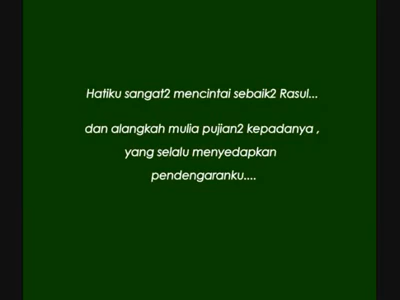 Hatiku sangat2 mencintai sebaik2 Rasul...
dan alangkah mulia pujian2 kepadanya ,
yang selalu menyedapkan
pendengaranku....